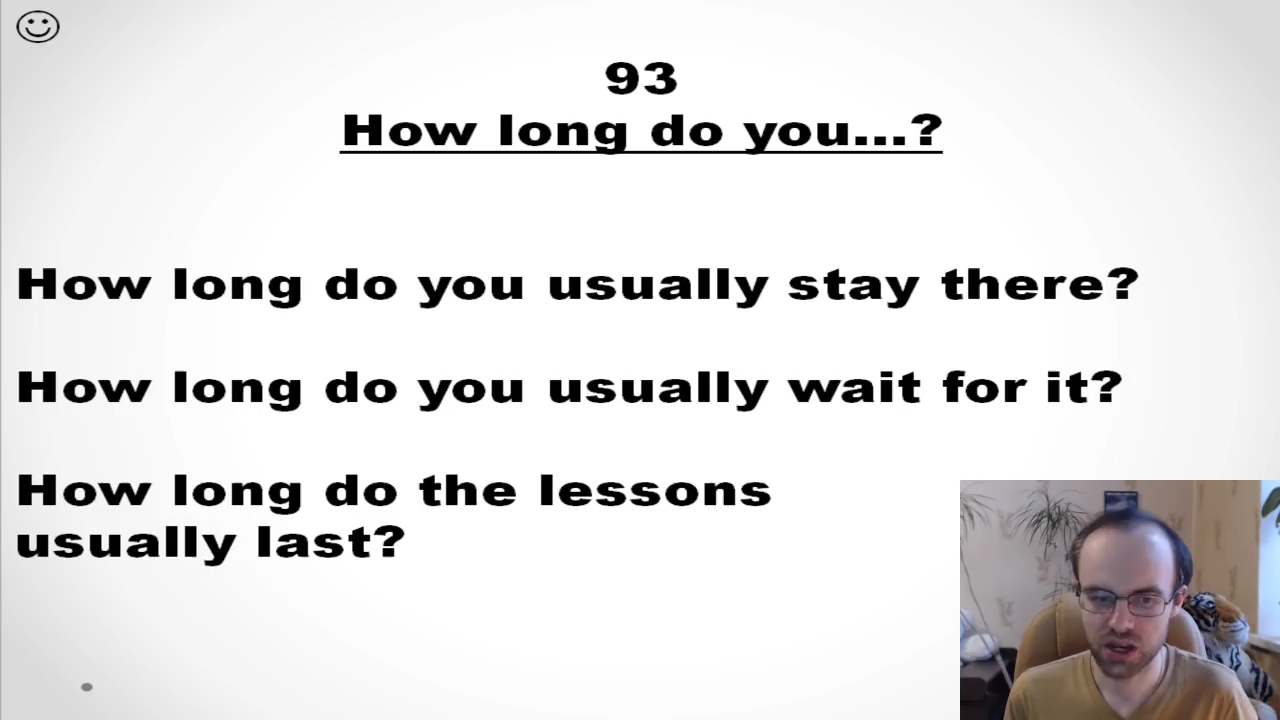 93
How long do you...?
How long do you usually stay there?
How long do you usually wait for it?
How long do the lessons
usually last?